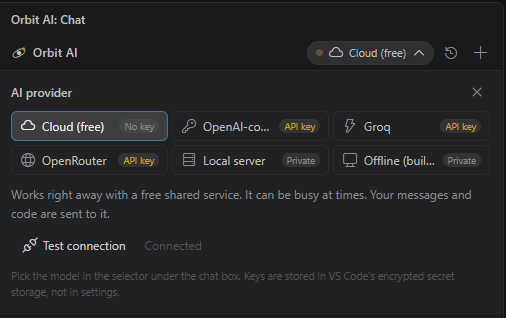 Orbit AI: Chat
Orbit AI
Cloud (free)
AI provider
Cloud (free) No key
OpenAI-co... API key
Groq API key
OpenRouter API key
Local server Private
Offline (buil... Private
Works right away with a free shared service. It can be busy at times. Your messages and
code are sent to it.
Test connection Connected
Pick the model in the selector under the chat box. Keys are stored in VS Code's encrypted secret
storage, not in settings.